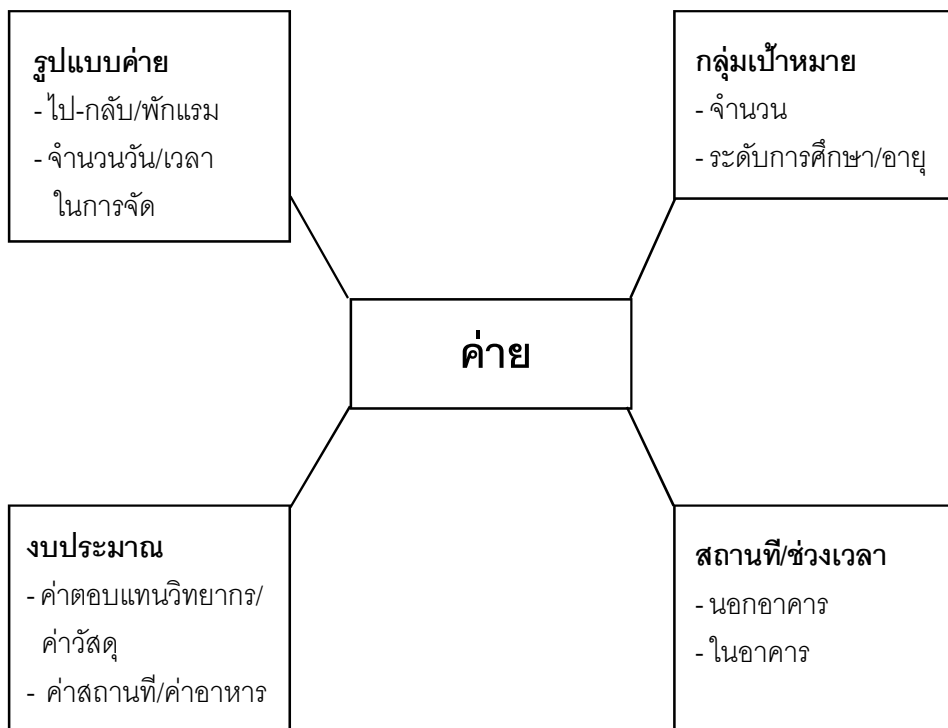 รูปแบบค่าย
- ไป-กลับ/พักแรม
- จำนวนวัน/เวลา
ในการจัด
กลุ่มเป้าหมาย
- จำนวน
- ระดับการศึกษา/อายุ
ค่าย
งบประมาณ
- ค่าตอบแทนวิทยากร/
ค่าวัสดุ
- ค่าสถานที่/ค่าอาหาร
สถานที่/ช่วงเวลา
- นอกอาคาร
- ในอาคาร